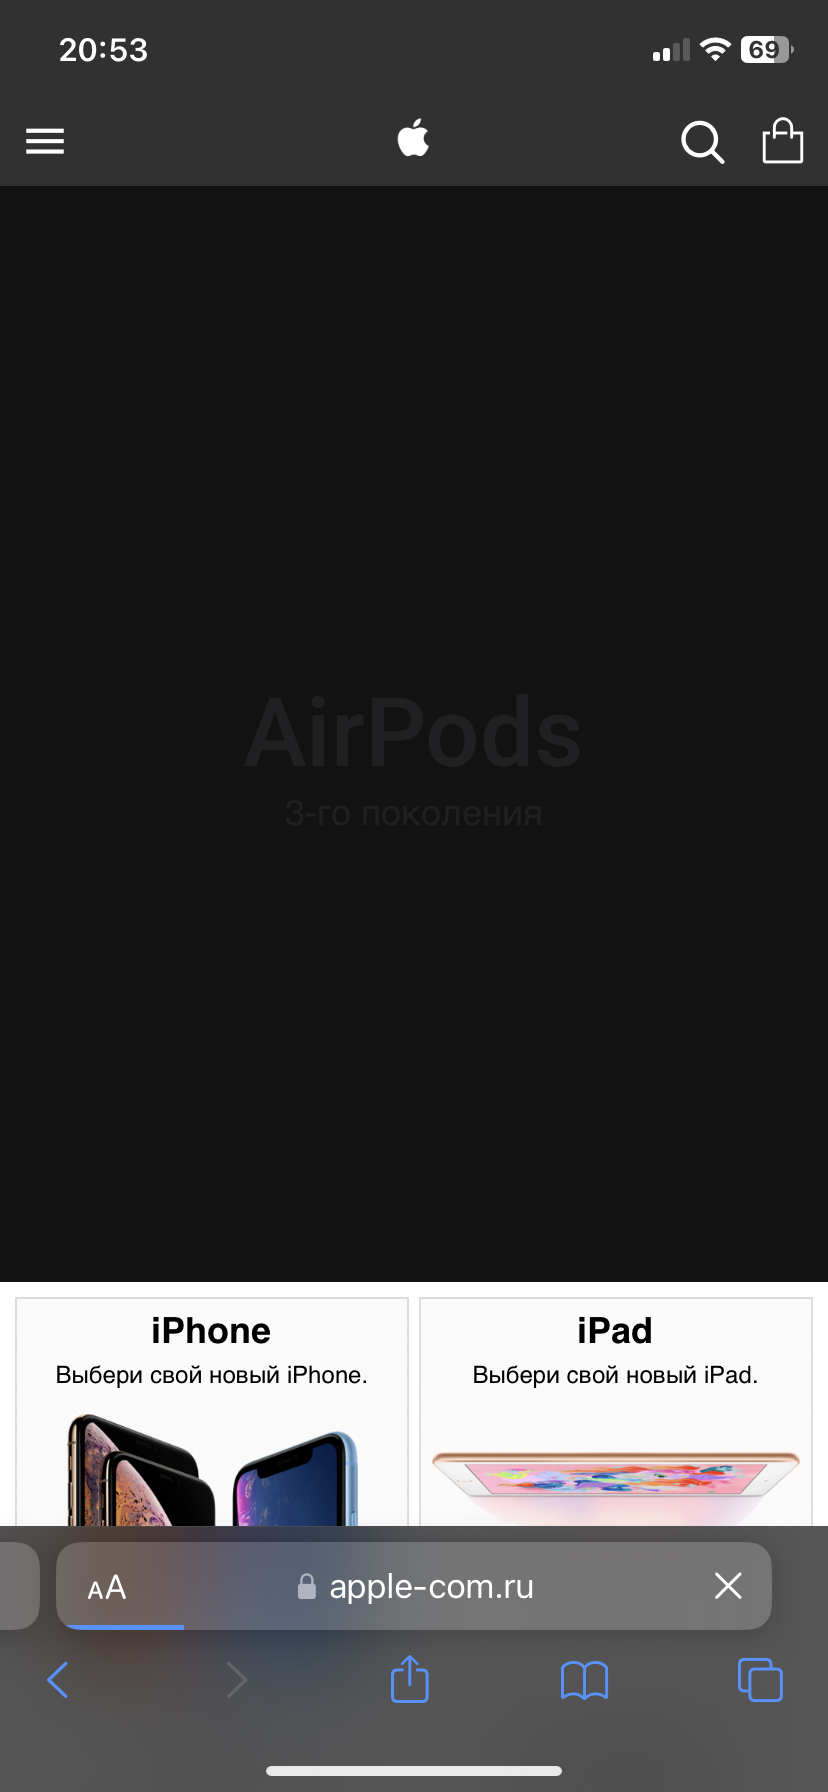 20:53
69
AirPods
3-го поколения
iPhone
Выбери свой новый iPhone.
iPad
Выбери свой новый iPad.
AA
apple-com.ru